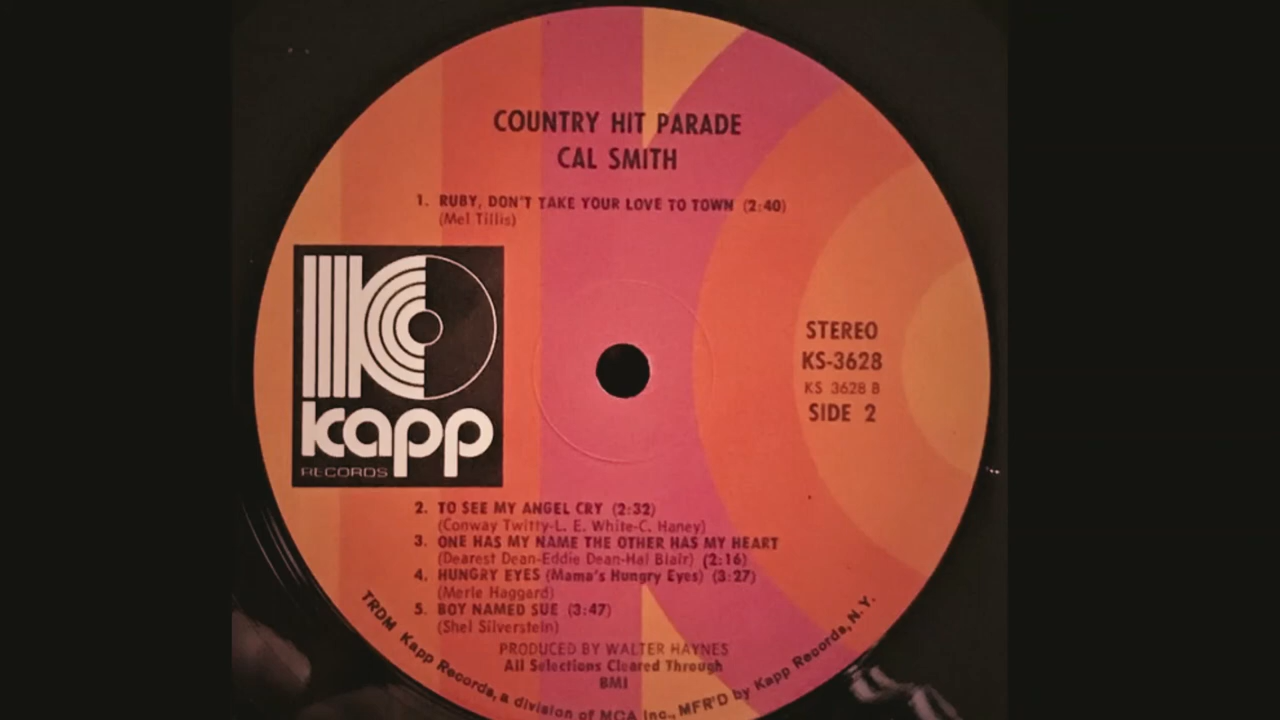 COUNTRY HIT PARADE
CAL SMITH
1. RUBY, DON'T TAKE YOUR LOVE TO TOWN (2:40)
(Mel Tillis)
kapp
RECORDS
STEREO
KS-3628
KS 3628 B
SIDE 2
2. TO SEE MY ANGEL CRY (2:32)
(Conway Twitty-L. E. White-C. Haney)
3. ONE HAS MY NAME THE OTHER HAS MY HEART
(Dearest Dean-Eddie Dean-Hal Blair) (2:16)
4. HUNGRY EYES (Mama's Hungry Eyes) (3:27)
(Merle Haggard)
5. BOY NAMED SUE (3:47)
(Shel Silverstein)
PRODUCED BY WALTER HAYNES
All Selections Cleared Through
BMI
TRDM Kapp Records, a division of MCA Inc., MFR'D by Kapp Records, N.Y.